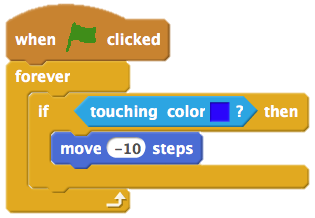 when clicked
forever
if touching color ? then
move -10 steps